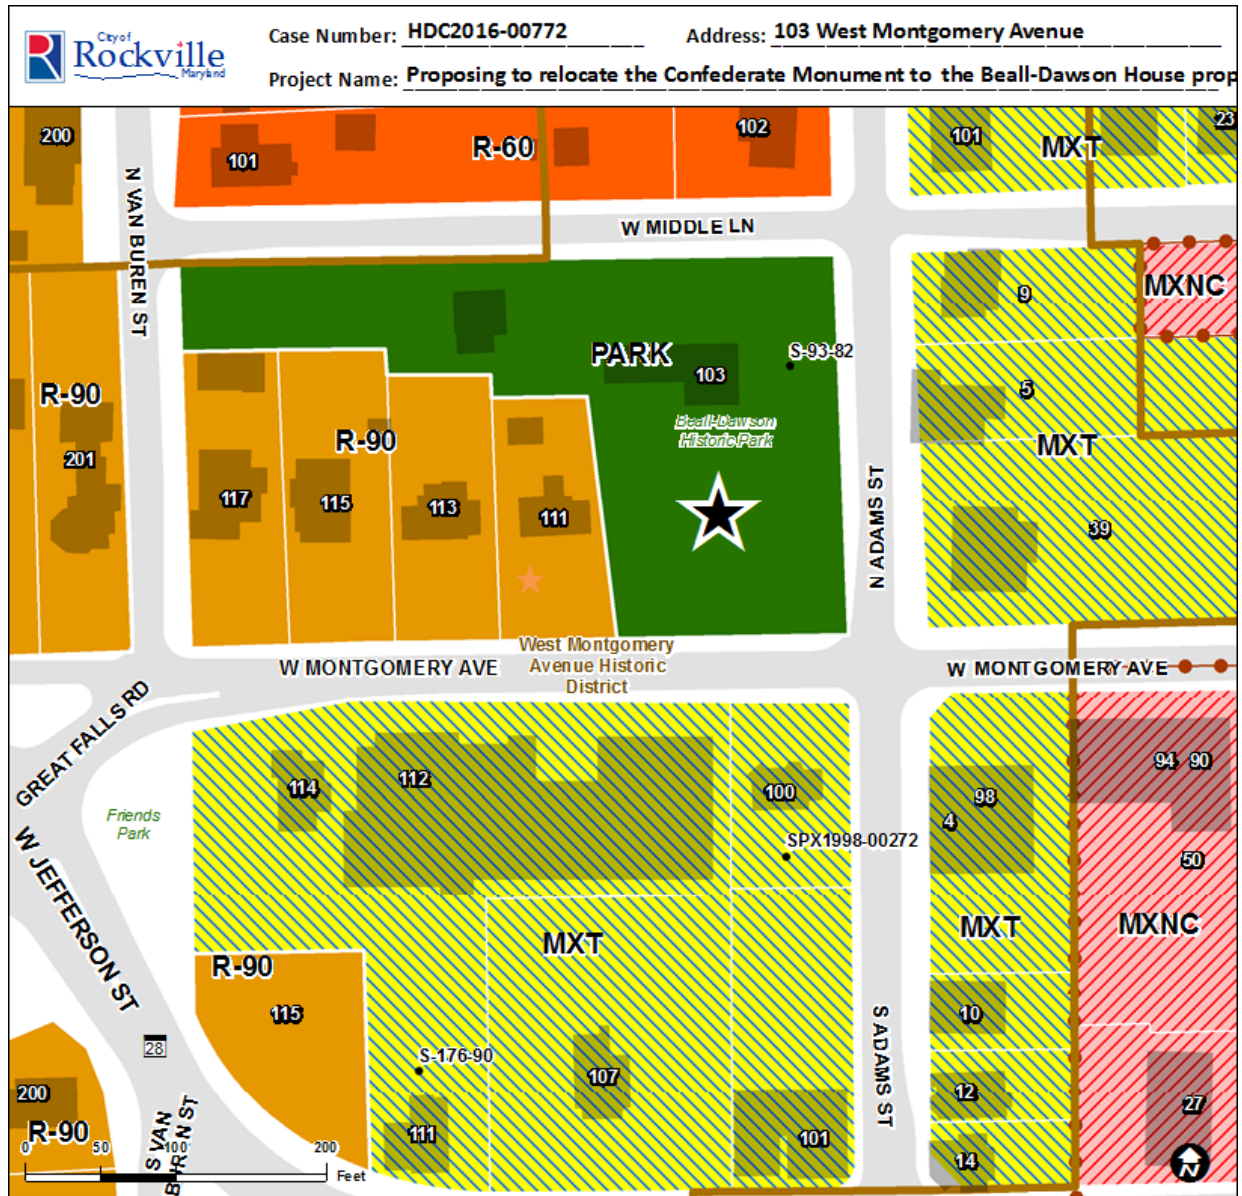 City of
Rockville
Maryland
Case Number: HDC2016-00772
Address: 103 West Montgomery Avenue
Project Name: Proposing to relocate the Confederate Monument to the Beall-Dawson House prop
200
101
R-60
102
101
MXT
23
N VAN BUREN ST
W MIDDLE LN
9
MXNC
PARK
S-93-82
103
Beall-Dawson
Historic Park
R-90
201
R-90
5
MXT
117
115
113
111
39
N ADAMS ST
West Montgomery
Avenue Historic
District
W MONTGOMERY AVE
W MONTGOMERY AVE
GREAT FALLS RD
Friends
Park
114
112
100
98
4
94
90
SPX1998-00272
50
W JEFFERSON ST
MXT
MXT
MXNC
R-90
115
10
28
S-176-90
S ADAMS ST
107
12
27
200
R-90
111
101
14
S VAN
BUREN ST
0
50
100
200
Feet
N